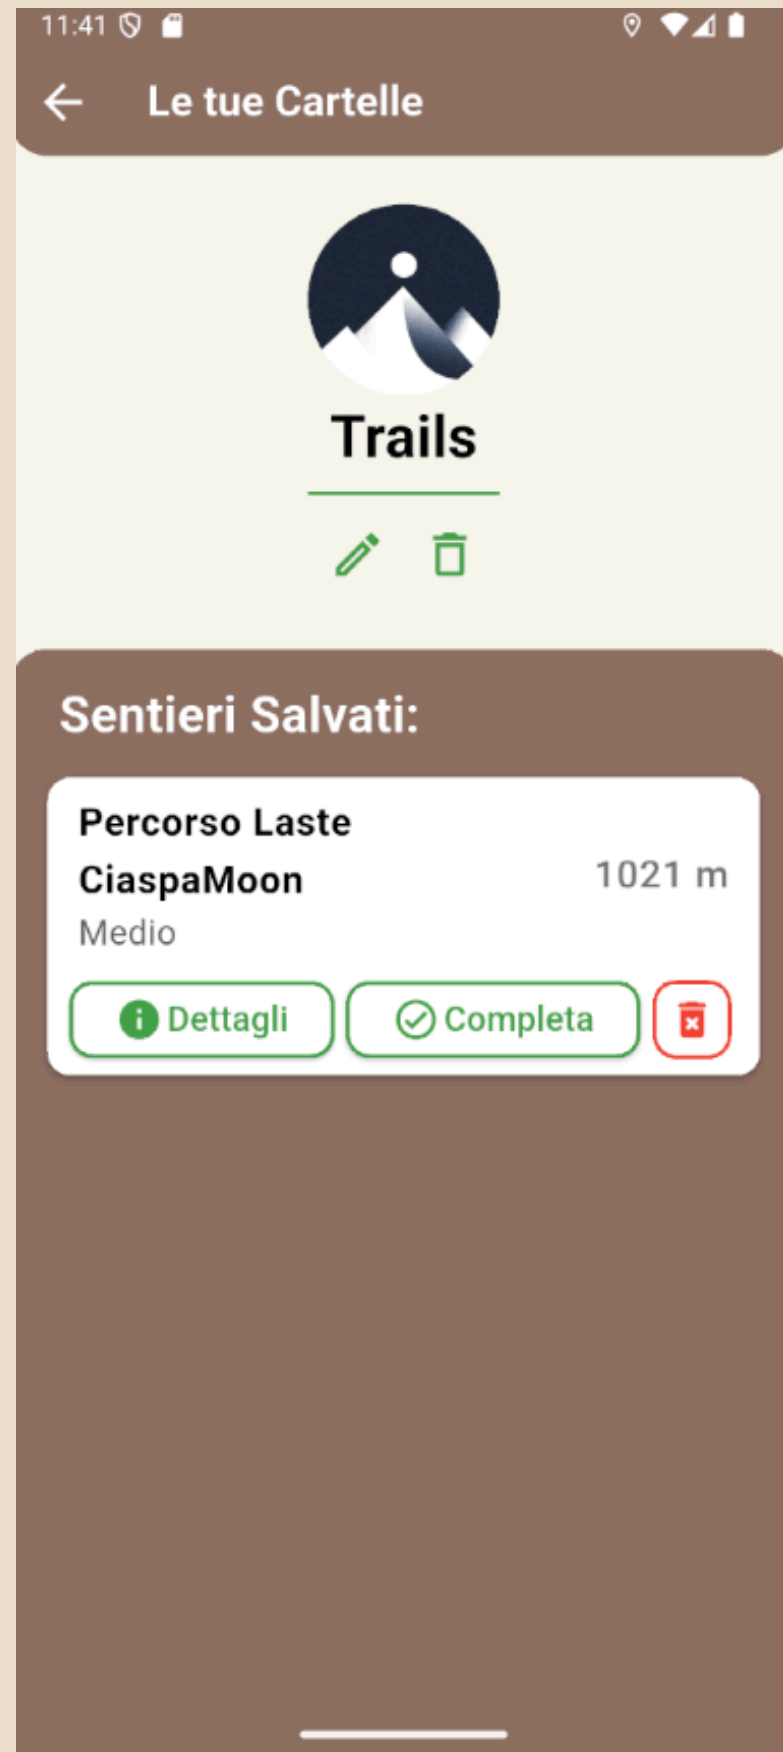 11:41
Le tue Cartelle
Trails
Sentieri Salvati:
Percorso Laste
CiaspaMoon
1021 m
Medio
Dettagli
Completa